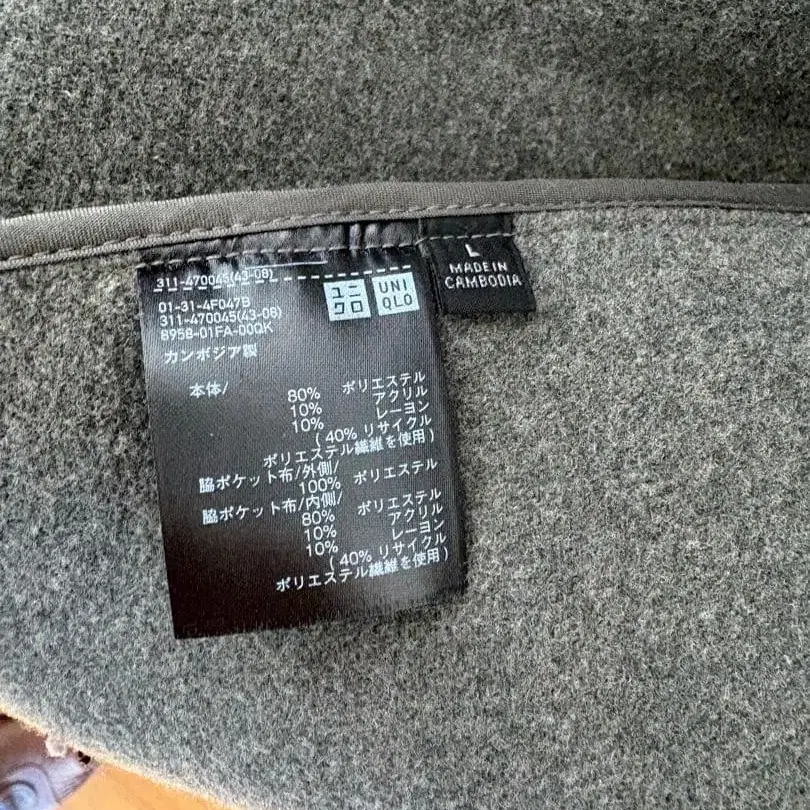 311-470045(43-08)
01-31-4F047B
311-470045(43-08)
8958-01FA-00QK
カンボジア製
ユニ
クロ
UNI
QLO
L
MADE IN
CAMBODIA
本体/
80% ポリエステル
10% アクリル
10% レーヨン
( 40% リサイクル
ポリエステル繊維を使用 )
脇ポケット布/外側/
100% ポリエステル
脇ポケット布/内側/
80% ポリエステル
10% アクリル
10% レーヨン
( 40% リサイクル
ポリエステル繊維を使用 )